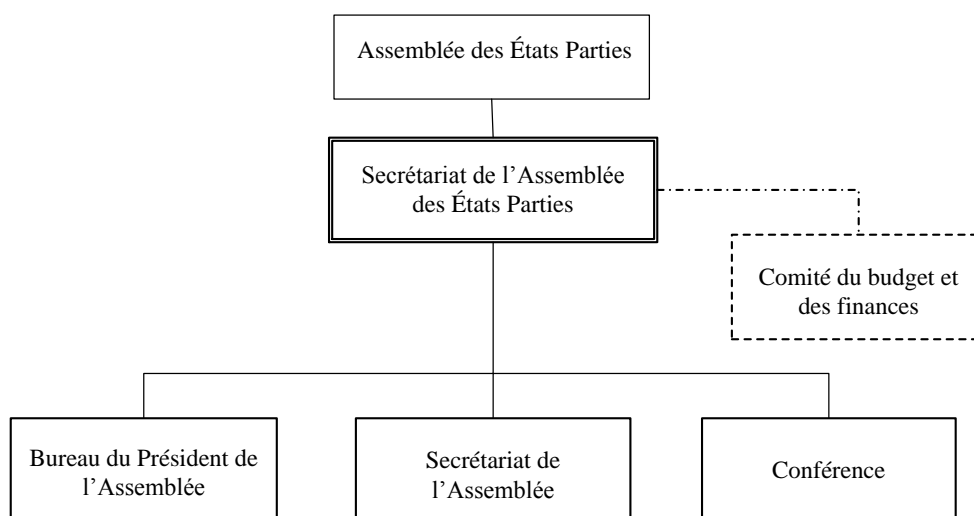 Assemblée des États Parties
Secrétariat de l’Assemblée
des États Parties
Comité du budget et
des finances
Bureau du Président de
l’Assemblée
Secrétariat de
l’Assemblée
Conférence